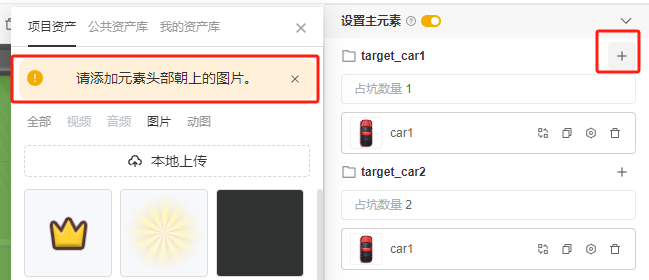 项目资产 公共资产库 我的资产库
请添加元素头部朝上的图片。
全部 视频 音频 图片 动图
本地上传
设置主元素
target_car1
占坑数量 1
car1
target_car2
占坑数量 2
car1